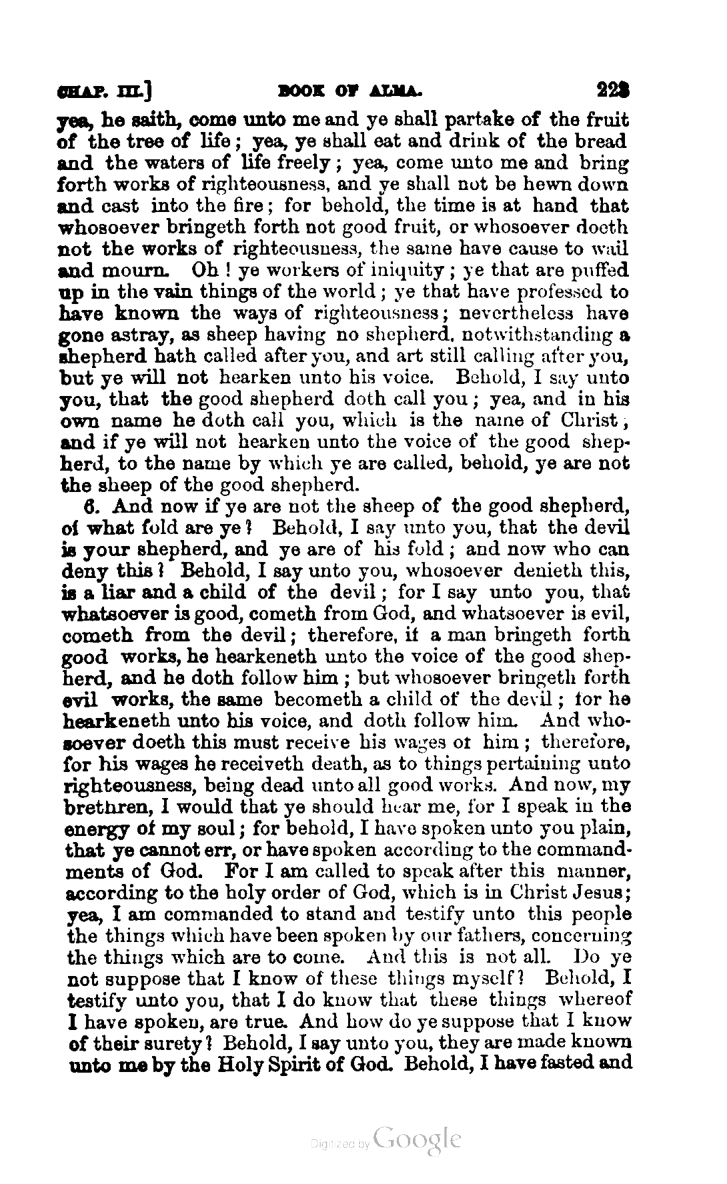 CHAP. III.] BOOK OF ALMA. 223
yea, he saith, come unto me and ye shall partake of the fruit
of the tree of life; yea, ye shall eat and drink of the bread
and the waters of life freely; yea, come unto me and bring
forth works of righteousness, and ye shall not be hewn down
and cast into the fire; for behold, the time is at hand that
whosoever bringeth forth not good fruit, or whosoever doeth
not the works of righteousness, the same have cause to wail
and mourn. Oh! ye workers of iniquity; ye that are puffed
up in the vain things of the world; ye that have professed to
have known the ways of righteousness; nevertheless have
gone astray, as sheep having no shepherd, notwithstanding a
shepherd hath called after you, and art still calling after you,
but ye will not hearken unto his voice. Behold, I say unto
you, that the good shepherd doth call you; yea, and in his
own name he doth call you, which is the name of Christ;
and if ye will not hearken unto the voice of the good shep-
herd, to the name by which ye are called, behold, ye are not
the sheep of the good shepherd.
6. And now if ye are not the sheep of the good shepherd,
of what fold are ye? Behold, I say unto you, that the devil
is your shepherd, and ye are of his fold; and now who can
deny this? Behold, I say unto you, whosoever denieth this,
is a liar and a child of the devil; for I say unto you, that
whatsoever is good, cometh from God, and whatsoever is evil,
cometh from the devil; therefore, if a man bringeth forth
good works, he hearkeneth unto the voice of the good shep-
herd, and he doth follow him; but whosoever bringeth forth
evil works, the same becometh a child of the devil; for he
hearkeneth unto his voice, and doth follow him. And who-
soever doeth this must receive his wages of him; therefore,
for his wages he receiveth death, as to things pertaining unto
righteousness, being dead unto all good works. And now, my
brethren, I would that ye should hear me, for I speak in the
energy of my soul; for behold, I have spoken unto you plain,
that ye cannot err, or have spoken according to the command-
ments of God. For I am called to speak after this manner,
according to the holy order of God, which is in Christ Jesus;
yea, I am commanded to stand and testify unto this people
the things which have been spoken by our fathers, concerning
the things which are to come. And this is not all. Do ye
not suppose that I know of these things myself? Behold, I
testify unto you, that I do know that these things whereof
I have spoken, are true. And how do ye suppose that I know
of their surety? Behold, I say unto you, they are made known
unto me by the Holy Spirit of God. Behold, I have fasted and
Digitized by Google